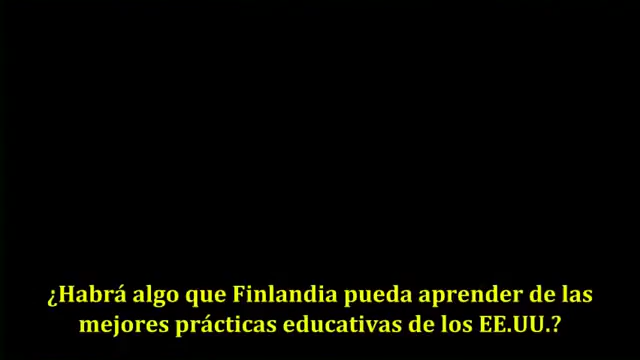 ¿Habrá algo que Finlandia pueda aprender de las
mejores prácticas educativas de los EE.UU.?